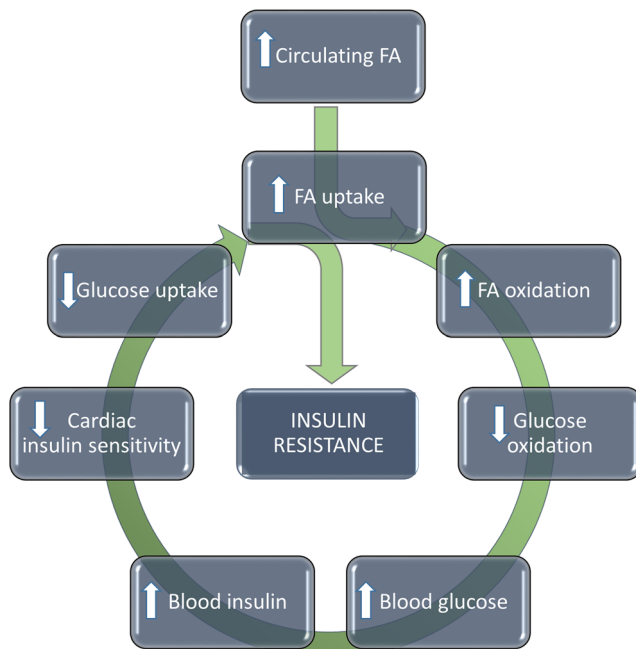 Circulating FA
FA uptake
FA oxidation
Glucose
oxidation
Blood glucose
Blood insulin
Cardiac
insulin sensitivity
Glucose uptake
INSULIN
RESISTANCE